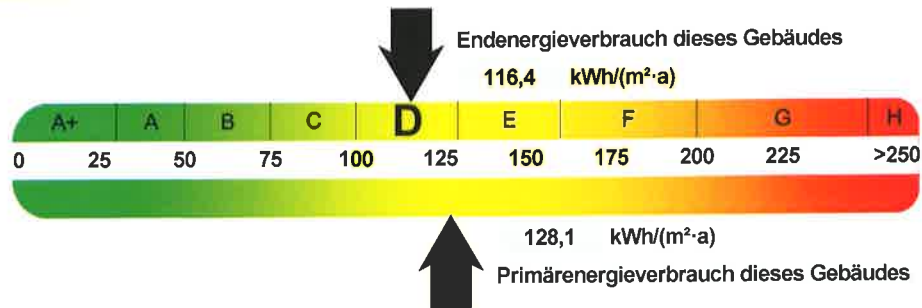 Endenergieverbrauch dieses Gebäudes
116,4 kWh/(m²·a)
A+ A B C D E F G H
0 25 50 75 100 125 150 175 200 225 >250
128,1 kWh/(m²·a)
Primärenergieverbrauch dieses Gebäudes